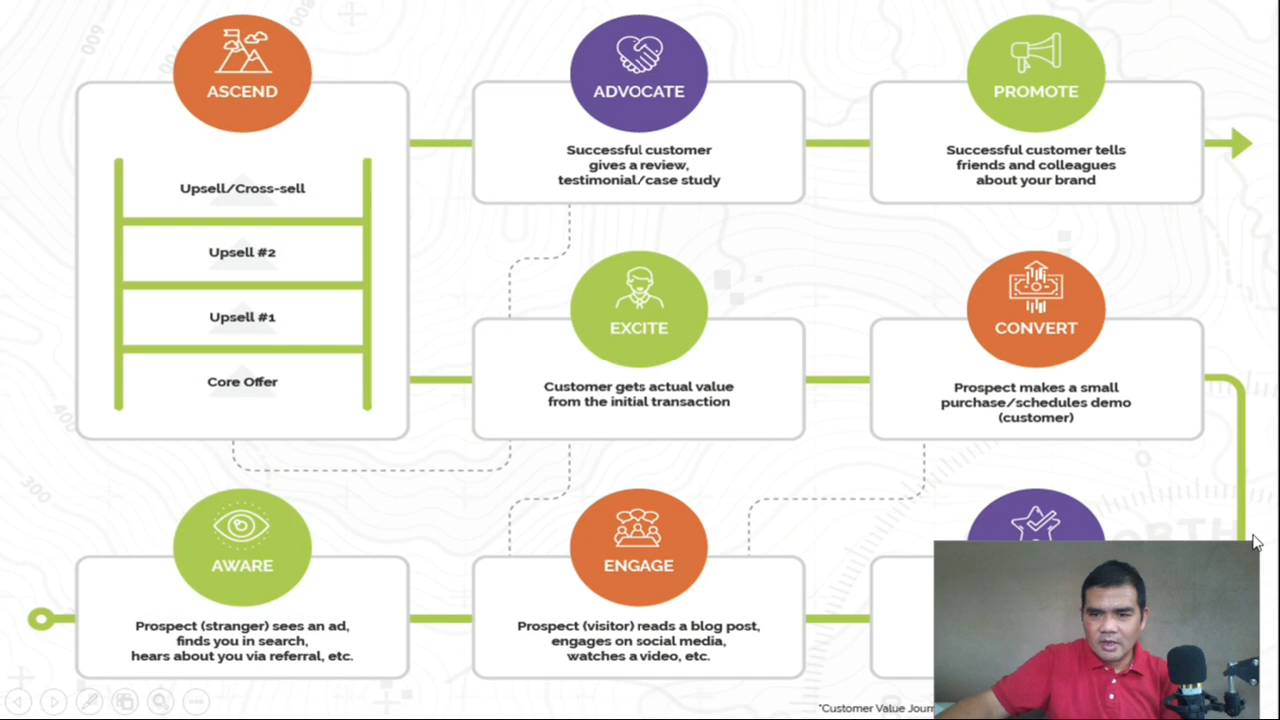 ASCEND
Upsell/Cross-sell
Upsell #2
Upsell #1
Core Offer
ADVOCATE
Successful customer
gives a review,
testimonial/case study
PROMOTE
Successful customer tells
friends and colleagues
about your brand
EXCITE
Customer gets actual value
from the initial transaction
CONVERT
Prospect makes a small
purchase/schedules demo
(customer)
AWARE
Prospect (stranger) sees an ad,
finds you in search,
hears about you via referral, etc.
ENGAGE
Prospect (visitor) reads a blog post,
engages on social media,
watches a video, etc.
*Customer Value
600
400
300